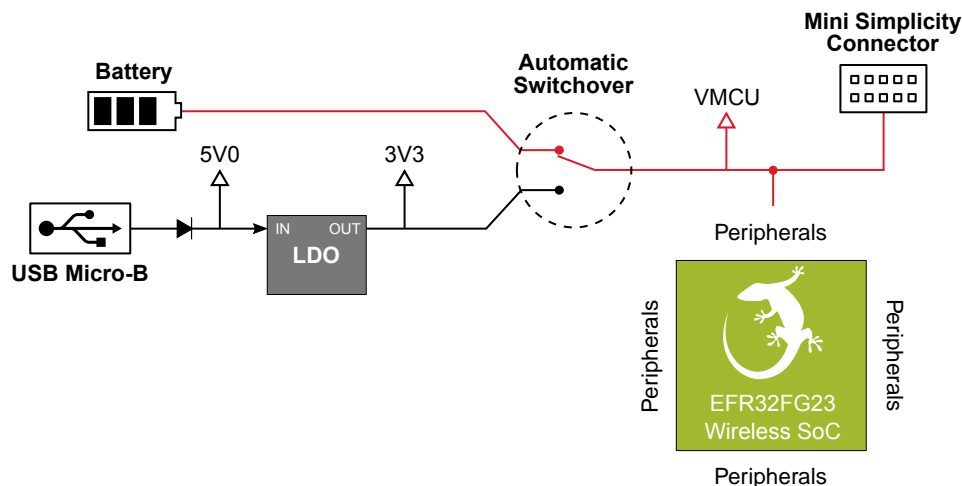 Mini Simplicity
Connector
Battery
Automatic
Switchover
VMCU
5V0
3V3
IN
OUT
LDO
USB Micro-B
Peripherals
Peripherals
Peripherals
EFR32FG23
Wireless SoC
Peripherals